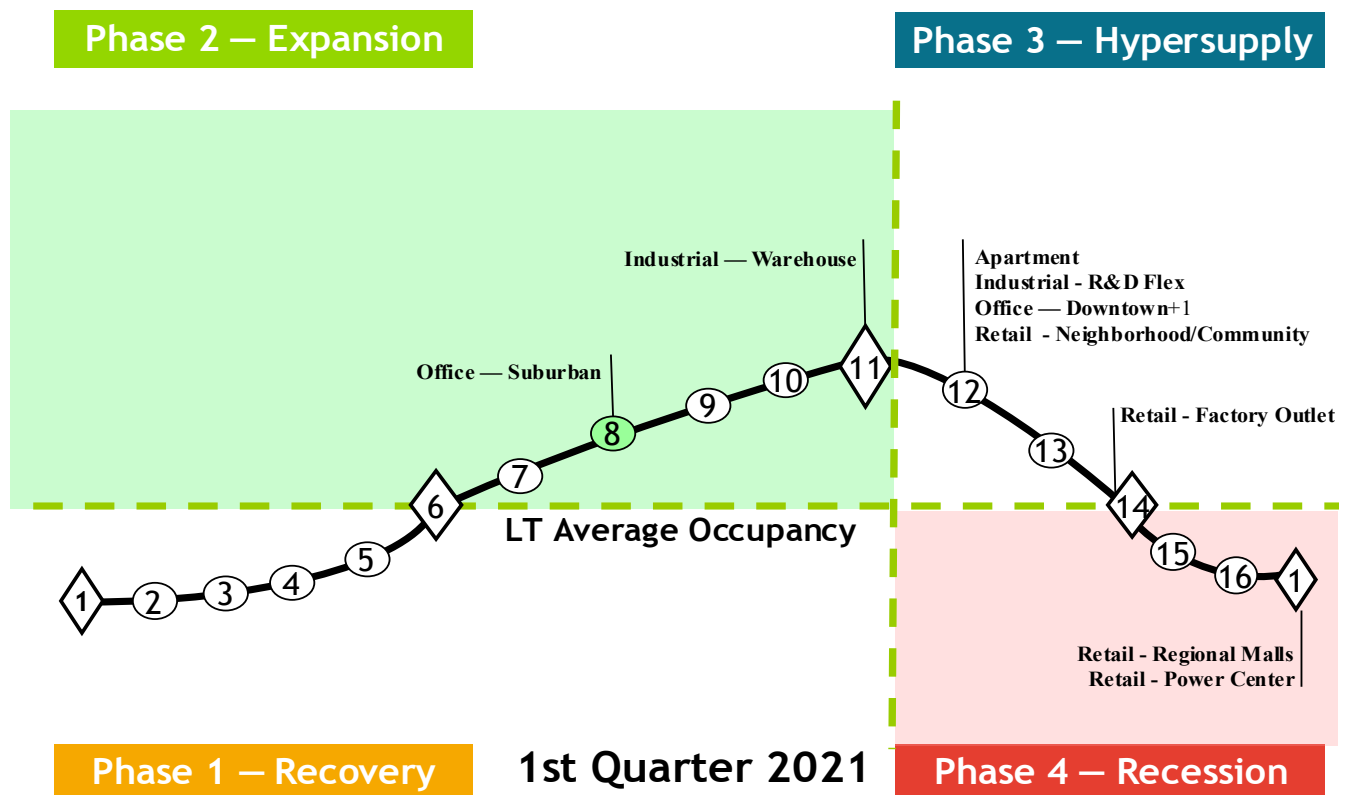 Phase 2 — Expansion
Phase 3 — Hypersupply
Industrial — Warehouse
Apartment
Industrial - R&D Flex
Office — Downtown+1
Retail - Neighborhood/Community
Office — Suburban
Retail - Factory Outlet
11
10
12
9
8
13
7
6
14
LT Average Occupancy
5
15
4
16
1
3
2
1
Retail - Regional Malls
Retail - Power Center
Phase 1 — Recovery
1st Quarter 2021
Phase 4 — Recession